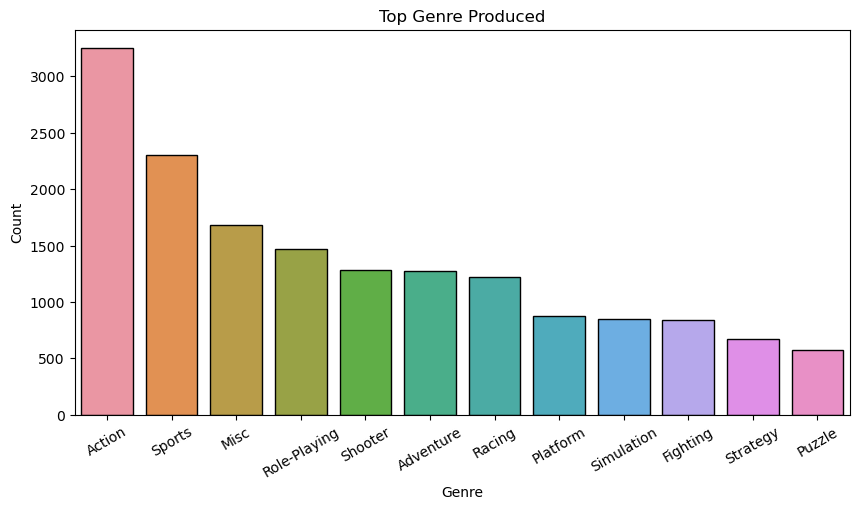 Top Genre Produced
Count
3000
2500
2000
1500
1000
500
0
Action Sports Misc Role-Playing Shooter Adventure Racing Platform Simulation Fighting Strategy Puzzle
Genre